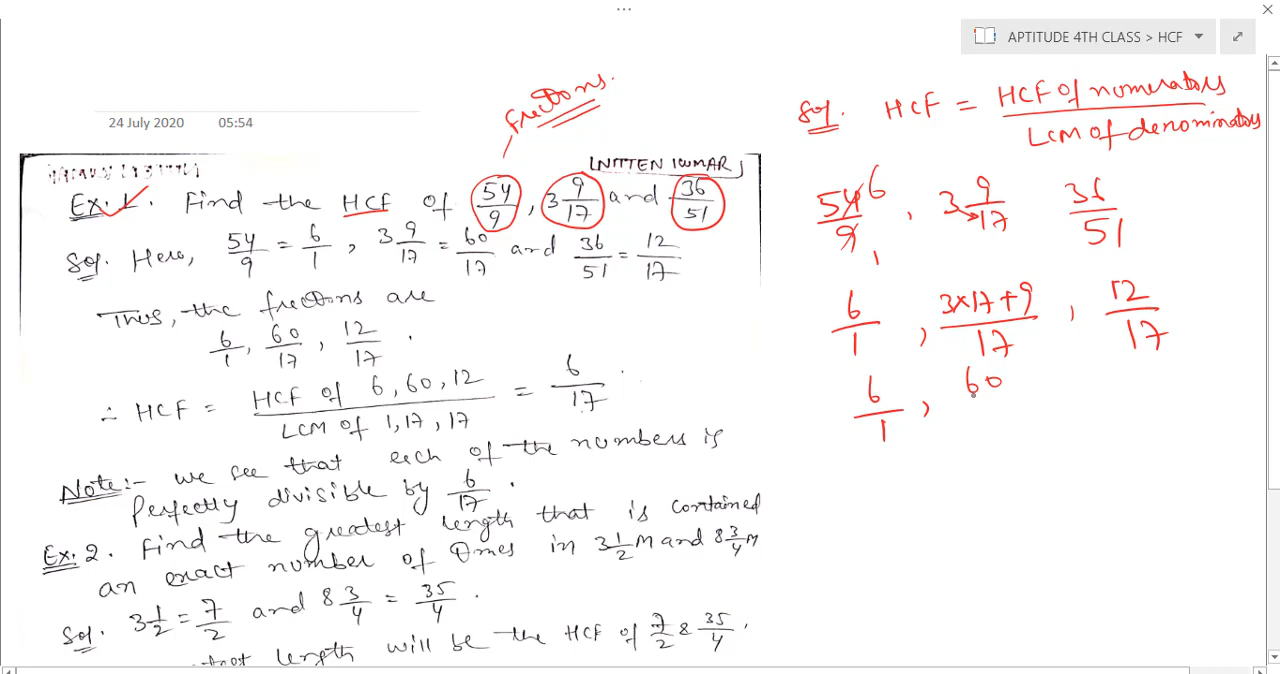 APTITUDE 4TH CLASS > HCF
24 July 2020 05:54
frections.
(NITTEN KUMAR)
Ex. 1. Find the HCF of 54/9, 3 9/17 and 36/51
Sol. Here, 54/9 = 6/1, 3 9/17 = 60/17 and 36/51 = 12/17
Thus, the frections are
6/1, 60/17, 12/17.
∴ HCF = HCF of 6, 60, 12 / LCM of 1, 17, 17 = 6/17.
Note:- we see that each of the numbers is
perfectly divisible by 6/17.
Ex. 2. Find the greatest length that is contained
an exact number of times in 3 1/2 M and 8 3/4 M
Sol. 3 1/2 = 7/2 and 8 3/4 = 35/4.
length will be the HCF of 7/2 & 35/4.
Sol. HCF = HCF of numerators / LCM of denominators
54/9 6/1, 3 9/17 36/51
6/1, 3×17+9/17, 12/17
6/1, 60